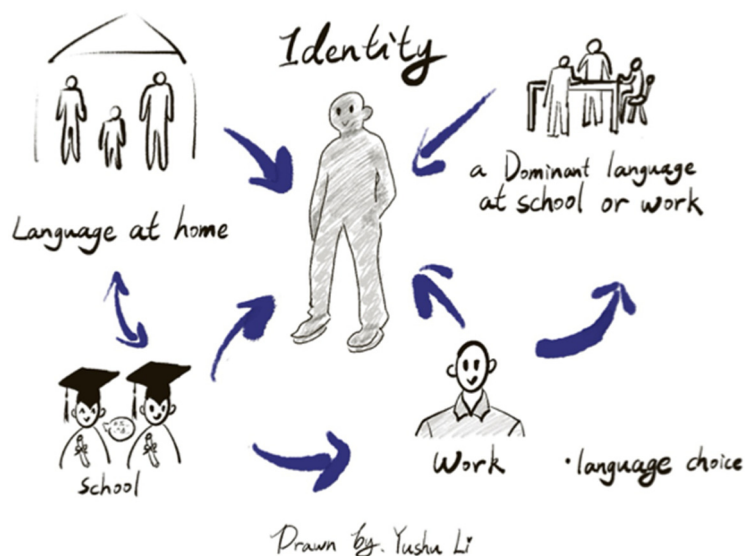 Identity
a Dominant language
at school or work
Language at home
School
Work
·language choice
Drawn by. Yushu Li